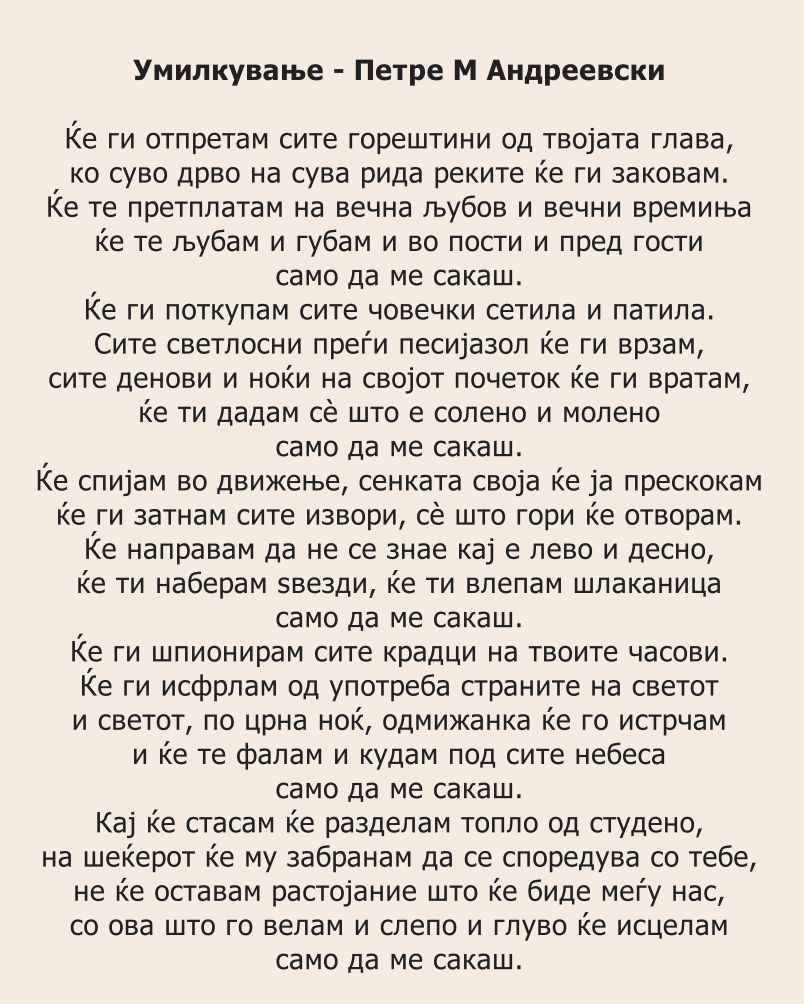 Умилкување - Петре М Андреевски
Ќе ги отпретам сите горештини од твојата глава,
ко суво дрво на сува рида реките ќе ги заковам.
Ќе те претплатам на вечна љубов и вечни времиња
ќе те љубам и губам и во пости и пред гости
само да ме сакаш.
Ќе ги поткупам сите човечки сетила и патила.
Сите светлосни преѓи песијазол ќе ги врзам,
сите денови и ноќи на својот почеток ќе ги вратам,
ќе ти дадам сѐ што е солено и молено
само да ме сакаш.
Ќе спијам во движење, сенката своја ќе ја прескокам
ќе ги затнам сите извори, сѐ што гори ќе отворам.
Ќе направам да не се знае кај е лево и десно,
ќе ти наберам ѕвезди, ќе ти влепам шлаканица
само да ме сакаш.
Ќе ги шпионирам сите крадци на твоите часови.
Ќе ги исфрлам од употреба страните на светот
и светот, по црна ноќ, одмижанка ќе го истрчам
и ќе те фалам и кудам под сите небеса
само да ме сакаш.
Кај ќе стасам ќе разделам топло од студено,
на шеќерот ќе му забранам да се споредува со тебе,
не ќе оставам растојание што ќе биде меѓу нас,
со ова што го велам и слепо и глуво ќе исцелам
само да ме сакаш.